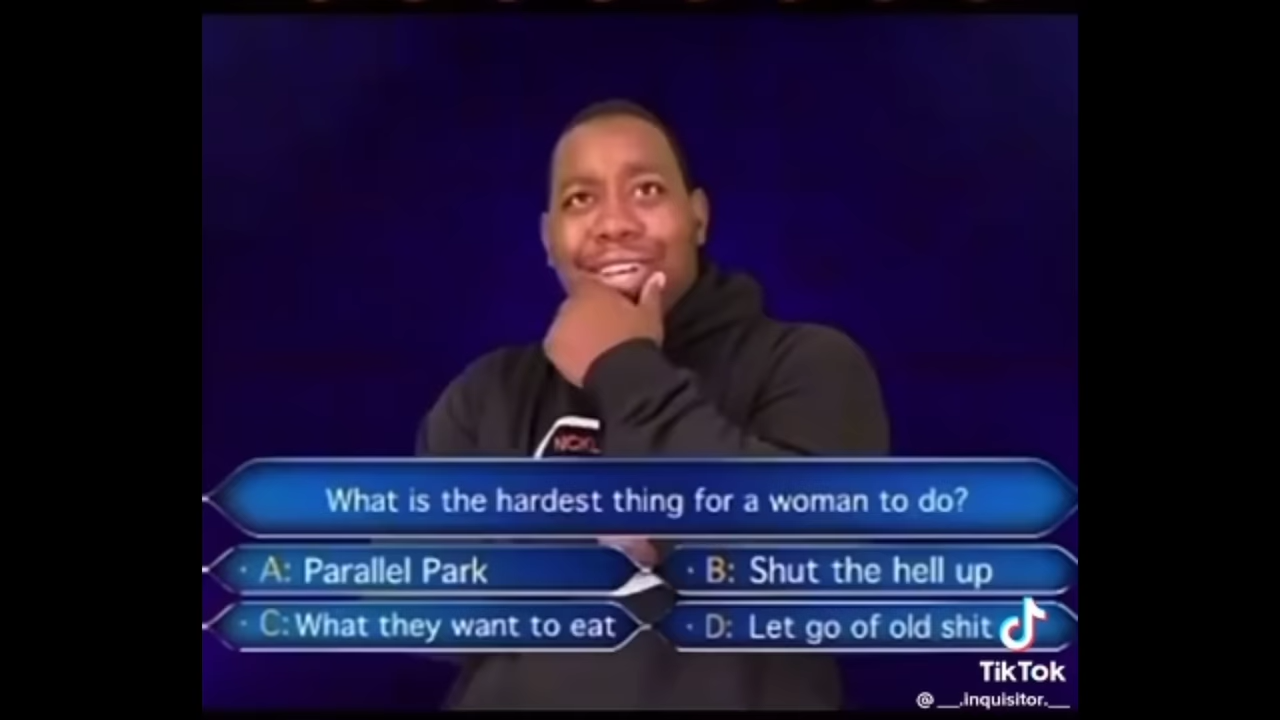 What is the hardest thing for a woman to do?
· A: Parallel Park
· B: Shut the hell up
· C: What they want to eat
· D: Let go of old shit
TikTok
@ __.inquisitor.__